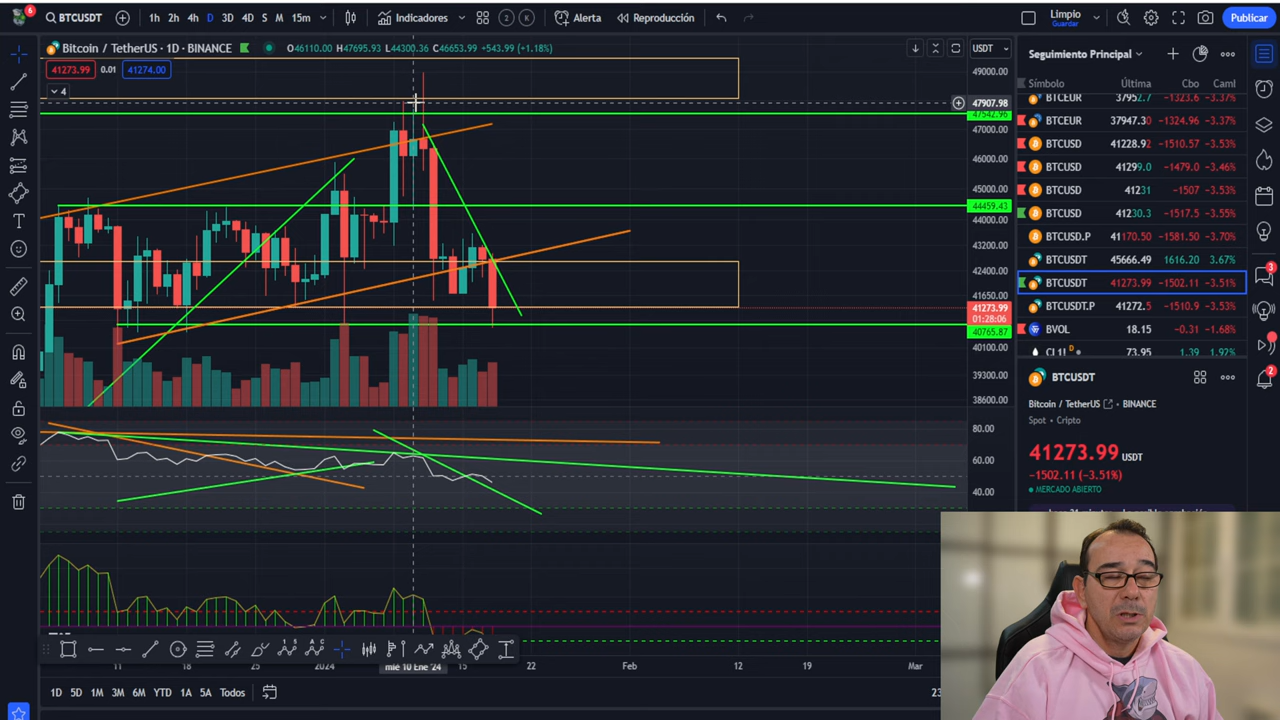 6 BTCUSDT 1h 2h 4h D 3D 4D S M 15m Indicadores 2 K Alerta Reproducción Limpio Guardar Publicar
Bitcoin / TetherUS · 1D · BINANCE O46110.00 H47695.93 L44300.36 C46653.99 +543.99 (+1.18%) USDT
41273.99 0.01 41274.00
4
49000.00
47907.98
47542.96
47000.00
46000.00
45000.00
44459.43
44000.00
43200.00
42400.00
41650.00
41273.99
01:28:06
40765.87
40100.00
39300.00
38600.00
80.00
60.00
40.00
11 18 25 2024 mié 10 Ene '24 15 22 Feb 12 19 Mar
1D 5D 1M 3M 6M YTD 1A 5A Todos 23
Seguimiento Principal
Símbolo Última Cbo Caml
BTCEUR 37952.7 -1323.6 -3.37%
BTCEUR 37947.30 -1324.96 -3.37%
BTCUSD 41228.92 -1510.57 -3.53%
BTCUSD 41299.0 -1479.0 -3.46%
BTCUSD 41231 -1507 -3.53%
BTCUSD 41230.3 -1517.5 -3.55%
BTCUSD.P 41170.50 -1581.50 -3.70%
BTCUSDT 45666.49 1616.20 3.67%
BTCUSDT 41273.99 -1502.11 -3.51%
BTCUSDT.P 41272.5 -1510.9 -3.53%
BVOL 18.15 -0.31 -1.68%
CL1! D 73.95 1.39 1.92%
BTCUSDT
Bitcoin / TetherUS · BINANCE
Spot · Cripto
41273.99 USDT
-1502.11 (-3.51%)
MERCADO ABIERTO
3
2